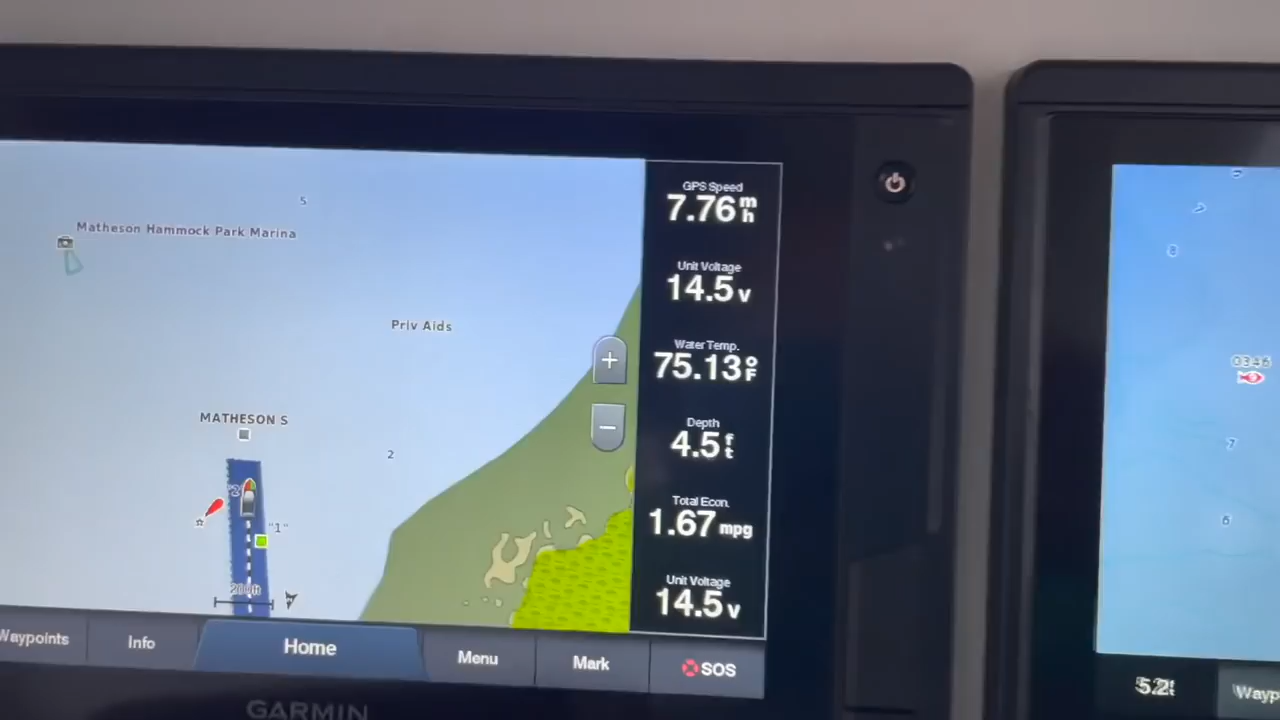 GPS Speed
7.76 mh
Unit Voltage
14.5 v
Water Temp.
75.13 °F
Depth
4.5 ft
Total Econ.
1.67 mpg
Unit Voltage
14.5 v
5
Matheson Hammock Park Marina
Priv Aids
MATHESON S
2
"1"
200ft
Waypoints
Info
Home
Menu
Mark
SOS
GARMIN
8
0346
7
6